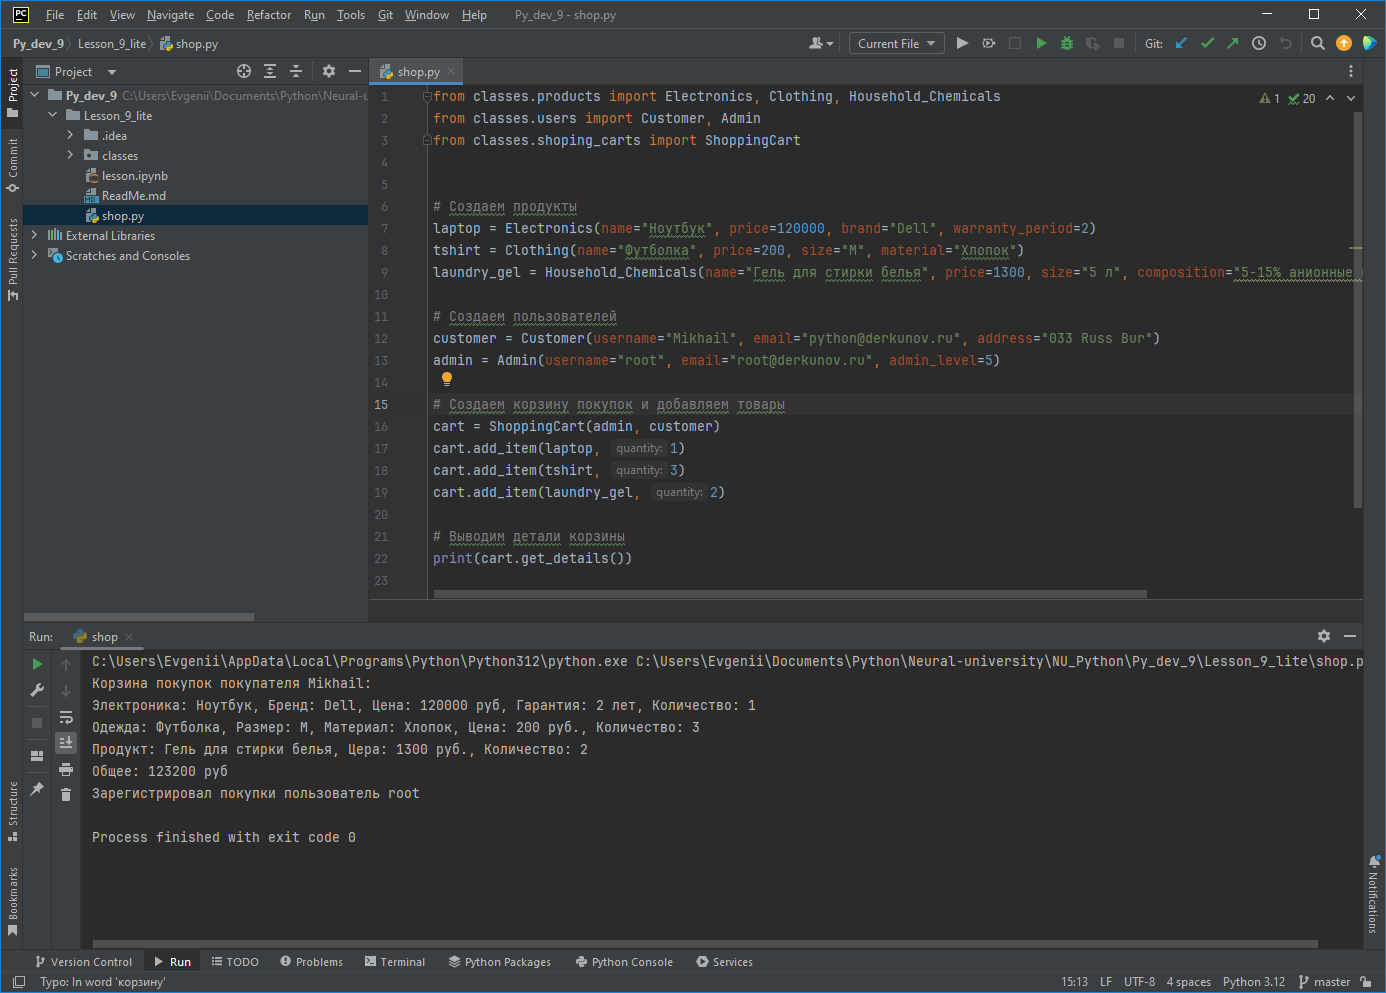 PC File Edit View Navigate Code Refactor Run Tools Git Window Help Py_dev_9 - shop.py
Py_dev_9 Lesson_9_lite shop.py Current File Git:
Project
shop.py
Py_dev_9 C:\Users\Evgenii\Documents\Python\Neural-u
Lesson_9_lite
.idea
classes
lesson.ipynb
ReadMe.md
shop.py
External Libraries
Scratches and Consoles
Project
Commit
Pull Requests
1 from classes.products import Electronics, Clothing, Household_Chemicals
1 20
2 from classes.users import Customer, Admin
3 from classes.shoping_carts import ShoppingCart
4
5
6 # Создаем продукты
7 laptop = Electronics(name="Ноутбук", price=120000, brand="Dell", warranty_period=2)
8 tshirt = Clothing(name="Футболка", price=200, size="M", material="Хлопок")
9 laundry_gel = Household_Chemicals(name="Гель для стирки белья", price=1300, size="5 л", composition="5-15% анионные
10
11 # Создаем пользователей
12 customer = Customer(username="Mikhail", email="python@derkunov.ru", address="033 Russ Bur")
13 admin = Admin(username="root", email="root@derkunov.ru", admin_level=5)
14
15 # Создаем корзину покупок и добавляем товары
16 cart = ShoppingCart(admin, customer)
17 cart.add_item(laptop, quantity: 1)
18 cart.add_item(tshirt, quantity: 3)
19 cart.add_item(laundry_gel, quantity: 2)
20
21 # Выводим детали корзины
22 print(cart.get_details())
23
Run: shop
C:\Users\Evgenii\AppData\Local\Programs\Python\Python312\python.exe C:\Users\Evgenii\Documents\Python\Neural-university\NU_Python\Py_dev_9\Lesson_9_lite\shop.p
Корзина покупок покупателя Mikhail:
Электроника: Ноутбук, Бренд: Dell, Цена: 120000 руб, Гарантия: 2 лет, Количество: 1
Одежда: Футболка, Размер: M, Материал: Хлопок, Цена: 200 руб., Количество: 3
Продукт: Гель для стирки белья, Цера: 1300 руб., Количество: 2
Общее: 123200 руб
Зарегистрировал покупки пользователь root
Process finished with exit code 0
Structure
Bookmarks
Notifications
Version Control Run TODO Problems Terminal Python Packages Python Console Services
Typo: In word 'корзину' 15:13 LF UTF-8 4 spaces Python 3.12 master